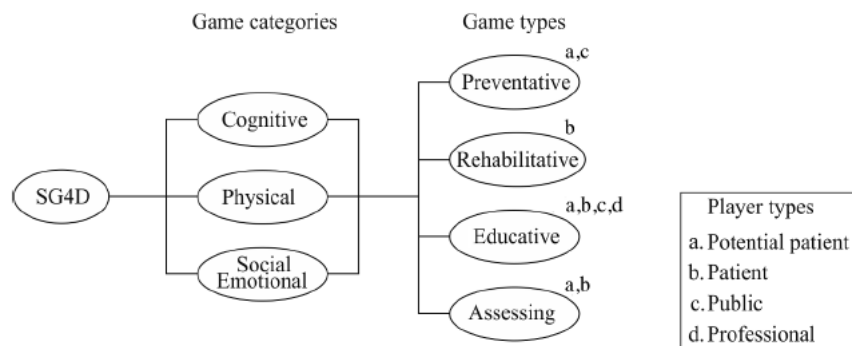 Game categories
Game types
a,c
Preventative
Cognitive
b
Rehabilitative
SG4D
Physical
a,b,c,d
Educative
Social
Emotional
a,b
Assessing
Player types
a. Potential patient
b. Patient
c. Public
d. Professional